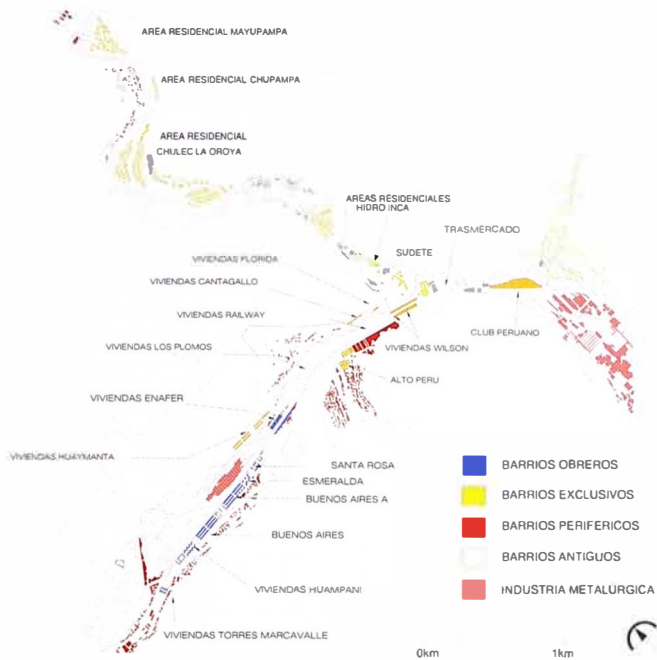 AREA RESIDENCIAL MAYUPAMPA
AREA RESIDENCIAL CHUPAMPA
AREA RESIDENCIAL
CHULEC LA OROYA
AREAS RESIDENCIALES
HIDRO INCA
TRASMERCADO
SUDETE
VIVIENDAS FLORIDA
VIVIENDAS CANTAGALLO
VIVIENDAS RAILWAY
CLUB PERUANO
VIVIENDAS LOS PLOMOS
VIVIENDAS WILSON
ALTO PERU
VIVIENDAS ENAFER
VIVIENDAS HUAYMANTA
SANTA ROSA
ESMERALDA
BUENOS AIRES A
BUENOS AIRES
VIVIENDAS HUAMPANI
VIVIENDAS TORRES MARCAVALLE
BARRIOS OBREROS
BARRIOS EXCLUSIVOS
BARRIOS PERIFERICOS
BARRIOS ANTIGUOS
INDUSTRIA METALÚRGICA
0km 1km